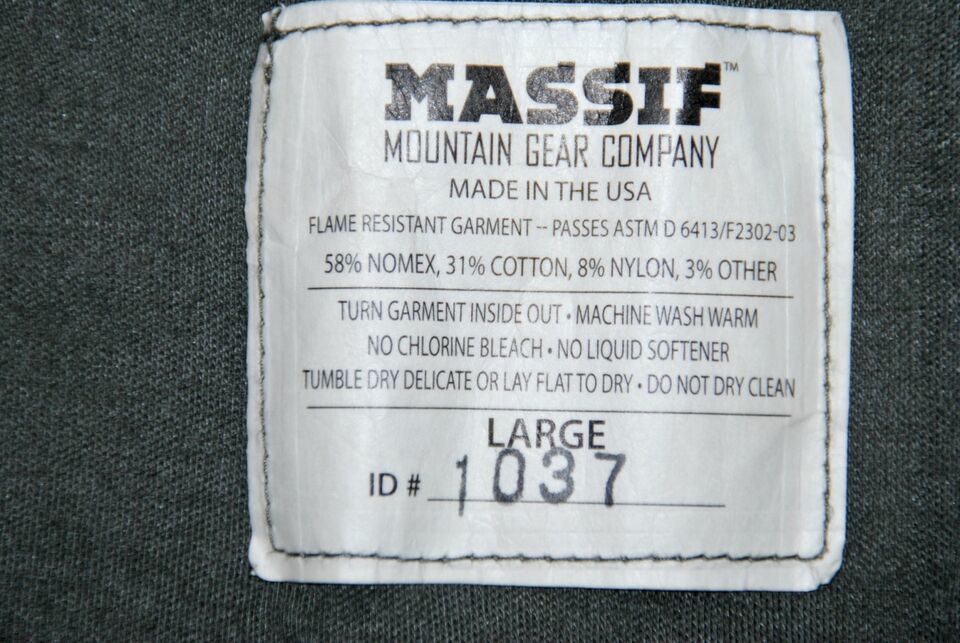 MASSIF™
MOUNTAIN GEAR COMPANY
MADE IN THE USA
FLAME RESISTANT GARMENT -- PASSES ASTM D 6413/F2302-03
58% NOMEX, 31% COTTON, 8% NYLON, 3% OTHER
TURN GARMENT INSIDE OUT • MACHINE WASH WARM
NO CHLORINE BLEACH • NO LIQUID SOFTENER
TUMBLE DRY DELICATE OR LAY FLAT TO DRY • DO NOT DRY CLEAN
LARGE
ID # 1037